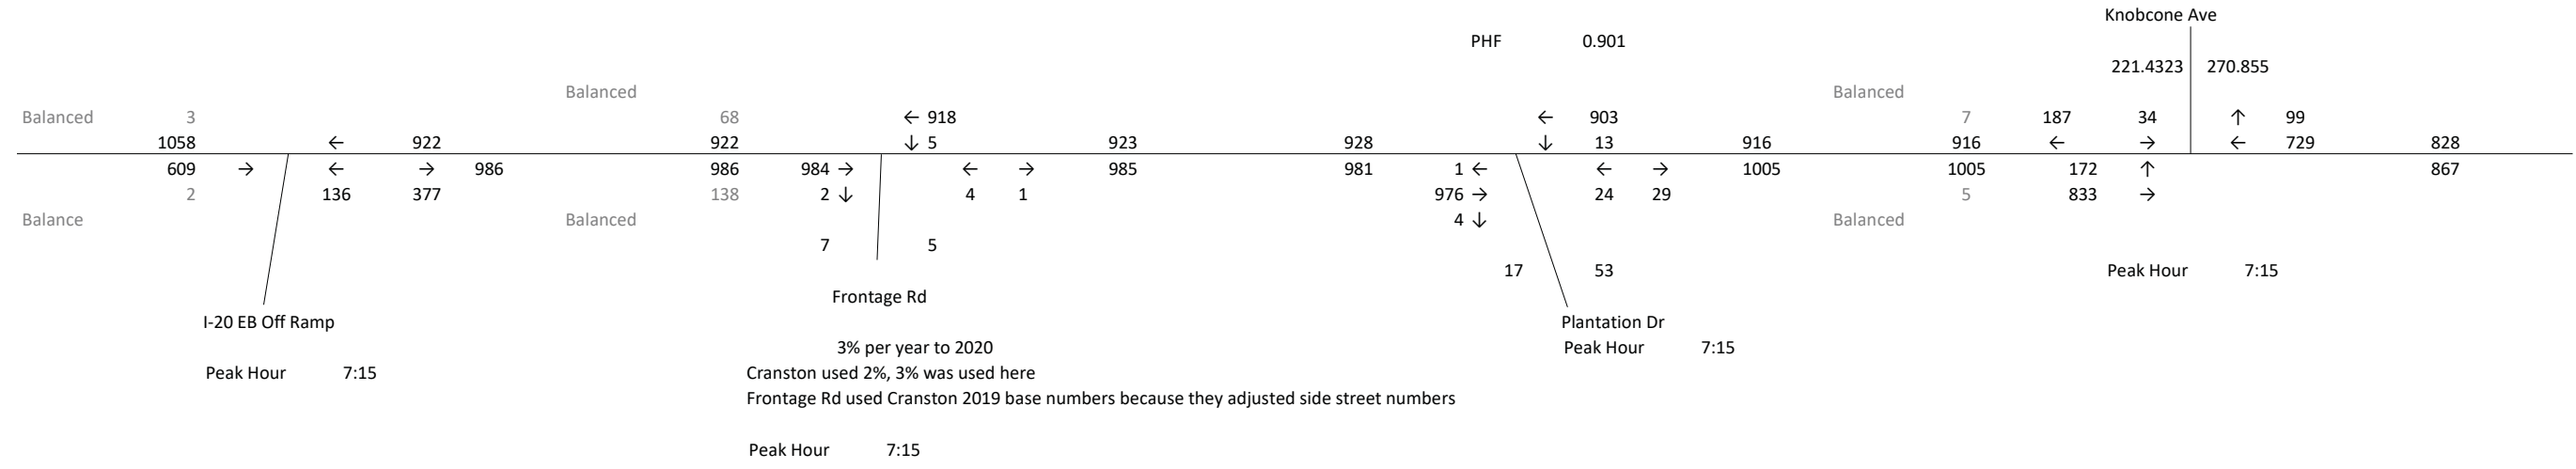 Knobcone Ave
PHF 0.901
221.4323 270.855
Balanced Balanced
Balanced 3 68 ← 918 ← 903 7 187 34 ↑ 99
1058 ← 922 922 ↓ 5 923 928 ↓ 13 916 916 ← → ← 729 828
609 → ← → 986 986 984 → ← → 985 981 1 ← ← → 1005 1005 172 ↑ 867
2 136 377 138 2 ↓ 4 1 976 → 24 29 5 833 →
Balance Balanced 4 ↓ Balanced
7 5
17 53 Peak Hour 7:15
Frontage Rd
I-20 EB Off Ramp Plantation Dr
3% per year to 2020 Peak Hour 7:15
Peak Hour 7:15 Cranston used 2%, 3% was used here
Frontage Rd used Cranston 2019 base numbers because they adjusted side street numbers
Peak Hour 7:15